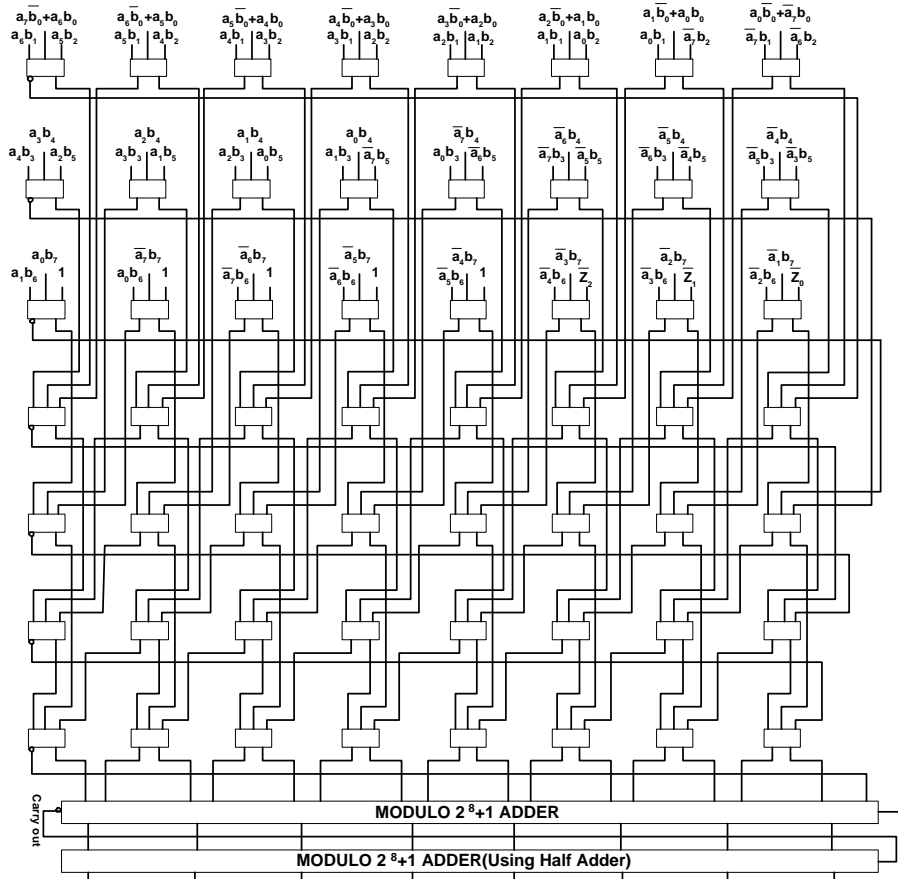 a₇b̄₀+a₆b₀ a₆b̄₀+a₅b₀ a₅b̄₀+a₄b₀ a₄b̄₀+a₃b₀ a₃b̄₀+a₂b₀ a₂b̄₀+a₁b₀ a₁b̄₀+a₀b₀ a₀b̄₀+ā₇b₀
a₆b₁ a₅b₂ a₅b₁ a₄b₂ a₄b₁ a₃b₂ a₃b₁ a₂b₂ a₂b₁ a₁b₂ a₁b₁ a₀b₂ a₀b₁ ā₇b₂ ā₇b₁ ā₆b₂
a₃b₄ a₂b₄ a₁b₄ a₀b₄ ā₇b₄ ā₆b₄ ā₅b₄ ā₄b₄
a₄b₃ a₂b₅ a₃b₃ a₁b₅ a₂b₃ a₀b₅ a₁b₃ ā₇b₅ a₀b₃ ā₆b₅ ā₇b₃ ā₅b₅ ā₆b₃ ā₄b₅ ā₅b₃ ā₃b₅
a₀b₇ ā₇b₇ ā₆b₇ ā₅b₇ ā₄b₇ ā₃b₇ ā₂b₇ ā₁b₇
a₁b₆ 1 a₀b₆ 1 ā₇b₆ 1 ā₆b₆ 1 ā₅b₆ 1 ā₄b₆ Z̄₂ ā₃b₆ Z̄₁ ā₂b₆ Z̄₀
Carry out
MODULO 2⁸+1 ADDER
MODULO 2⁸+1 ADDER(Using Half Adder)